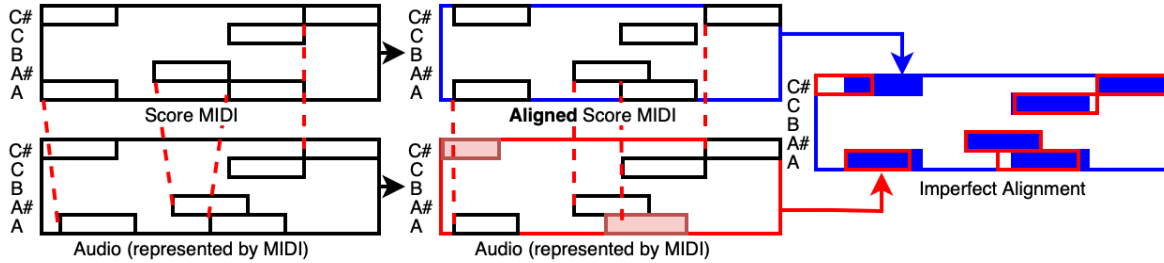 C#
C
B
A#
A
Score MIDI
C#
C
B
A#
A
Aligned Score MIDI
C#
C
B
A#
A
Audio (represented by MIDI)
C#
C
B
A#
A
Audio (represented by MIDI)
C#
C
B
A#
A
Imperfect Alignment